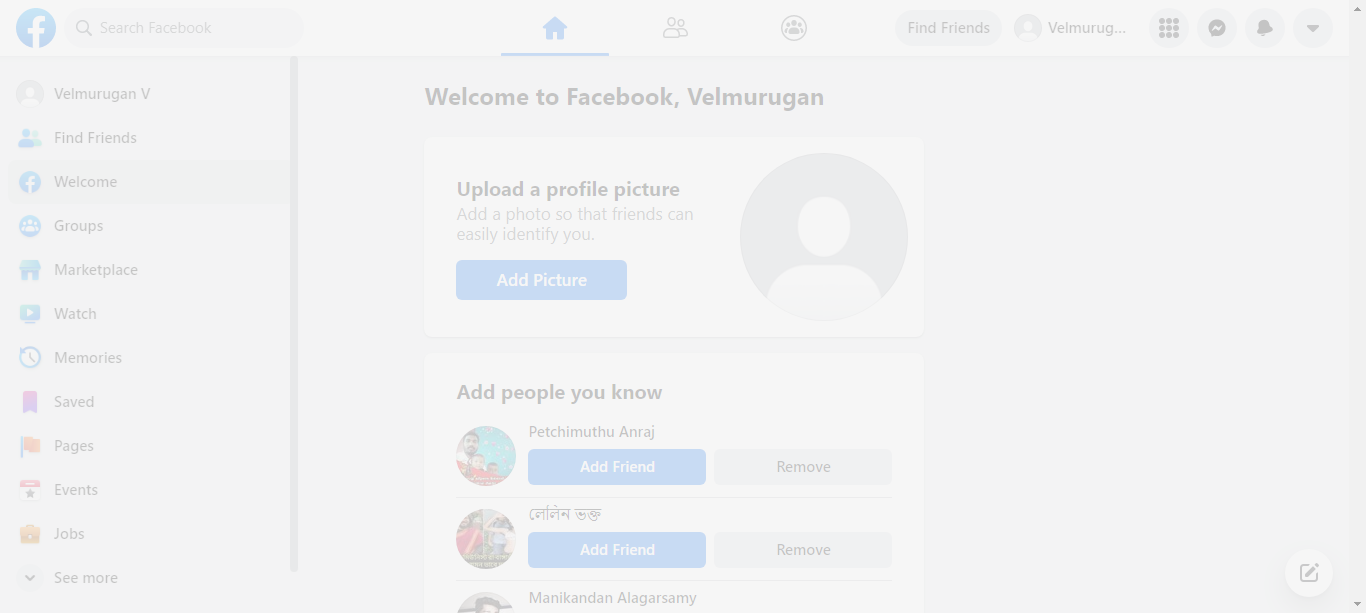 Search Facebook
Find Friends
Velmurug...
Velmurugan V
Find Friends
Welcome
Groups
Marketplace
Watch
Memories
Saved
Pages
Events
Jobs
See more
Welcome to Facebook, Velmurugan
Upload a profile picture
Add a photo so that friends can
easily identify you.
Add Picture
Add people you know
Petchimuthu Anraj
Add Friend
Remove
লেলিন ভক্ত
Add Friend
Remove
Manikandan Alagarsamy